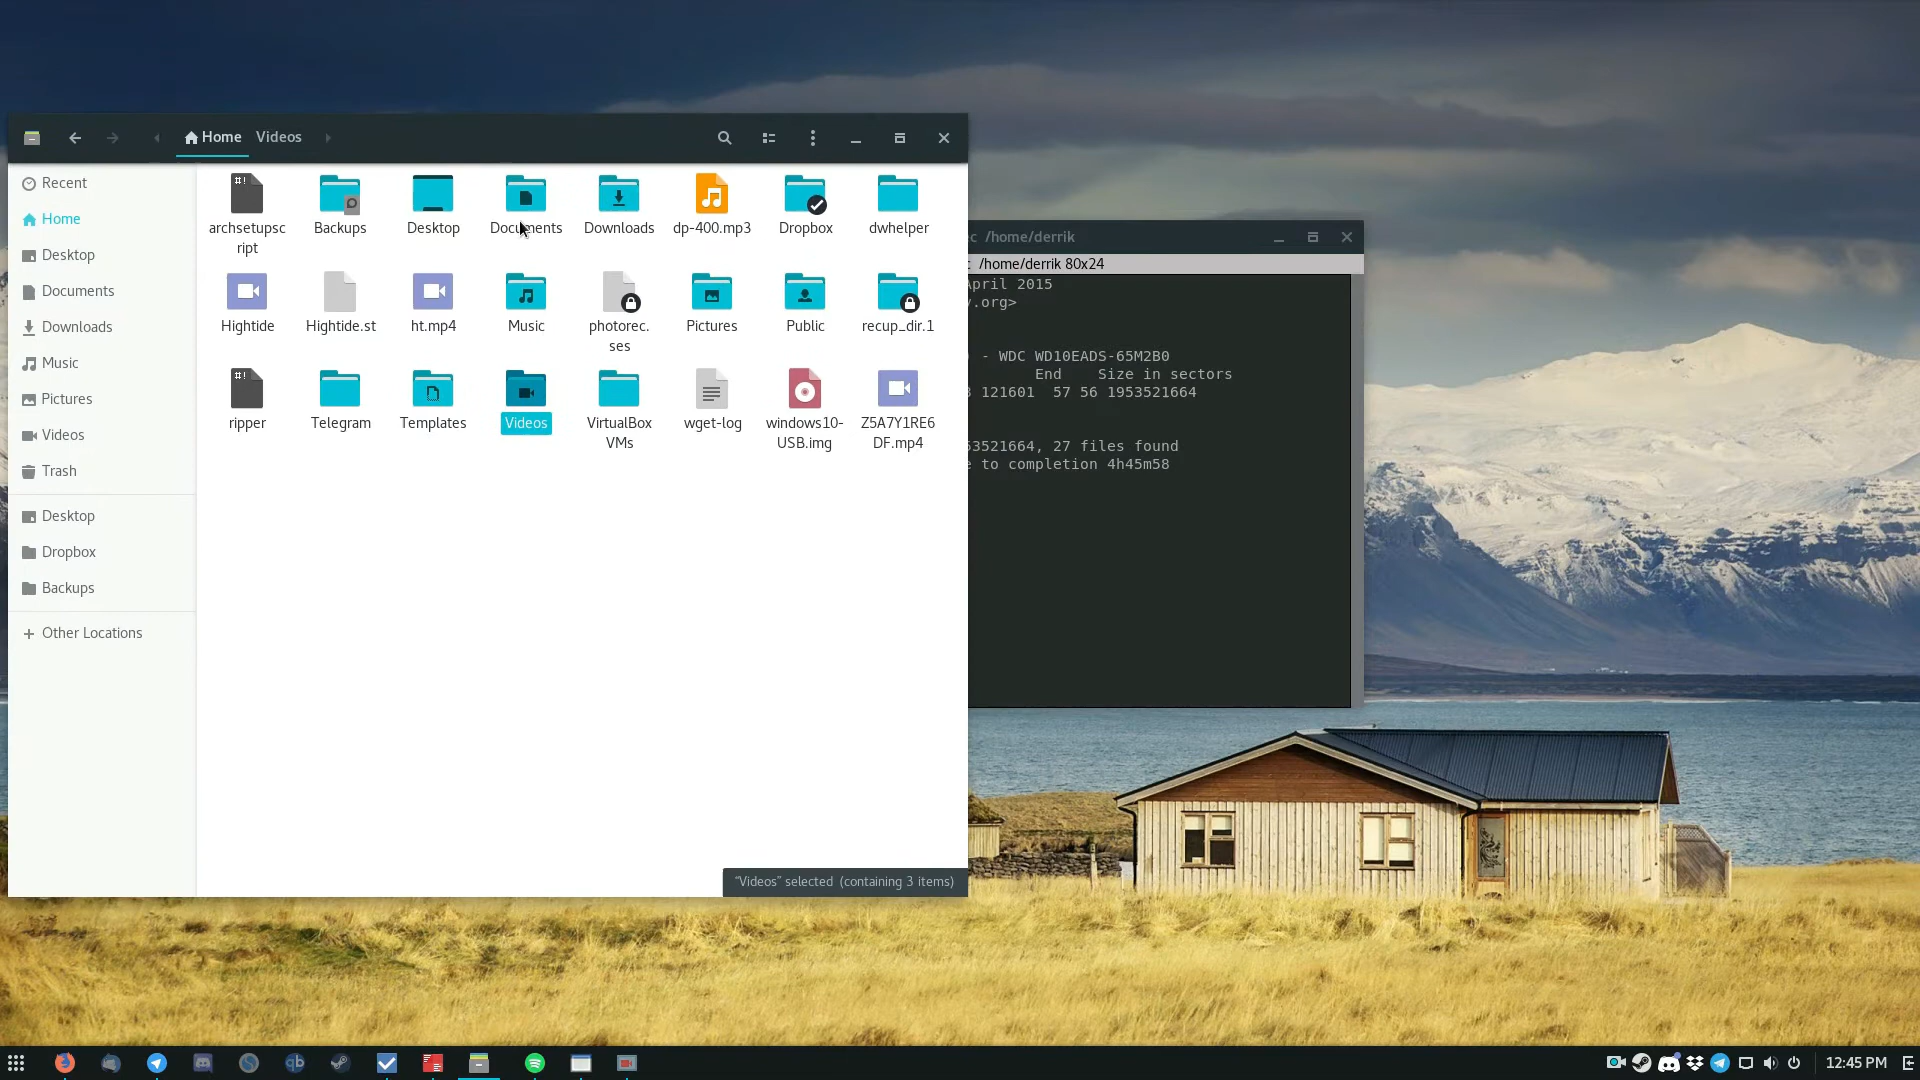 Home Videos
Recent
Home
Desktop
Documents
Downloads
Music
Pictures
Videos
Trash
Desktop
Dropbox
Backups
Other Locations
archsetupsc
ript
Backups
Desktop
Documents
Downloads
dp-400.mp3
Dropbox
dwhelper
Hightide
Hightide.st
ht.mp4
Music
photorec.
ses
Pictures
Public
recup_dir.1
ripper
Telegram
Templates
Videos
VirtualBox
VMs
wget-log
windows10-
USB.img
Z5A7Y1RE6
DF.mp4
"Videos" selected (containing 3 items)
c /home/derrik
/home/derrik 80x24
April 2015
.org>
- WDC WD10EADS-65M2B0
End Size in sectors
121601 57 56 1953521664
53521664, 27 files found
e to completion 4h45m58
12:45 PM